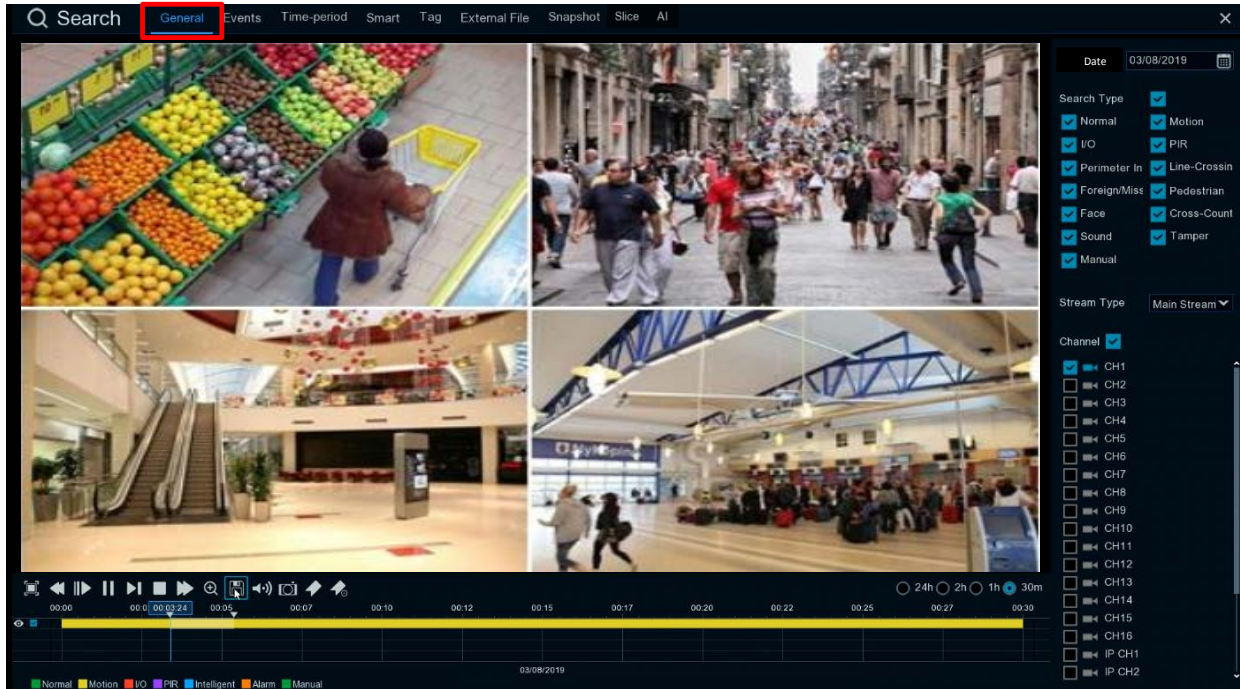 Search General Events Time-period Smart Tag External File Snapshot Slice AI
Date 03/08/2019
Search Type
Normal Motion
I/O PIR
Perimeter In Line-Crossin
Foreign/Miss Pedestrian
Face Cross-Count
Sound Tamper
Manual
Stream Type Main Stream
Channel
CH1
CH2
CH3
CH4
CH5
CH6
CH7
CH8
CH9
CH10
CH11
CH12
CH13
CH14
CH15
CH16
IP CH1
IP CH2
24h 2h 1h 30m
00:00 00:0 00:03:24 00:05 00:07 00:10 00:12 00:15 00:17 00:20 00:22 00:25 00:27 00:30
03/08/2019
Normal Motion I/O PIR Intelligent Alarm Manual